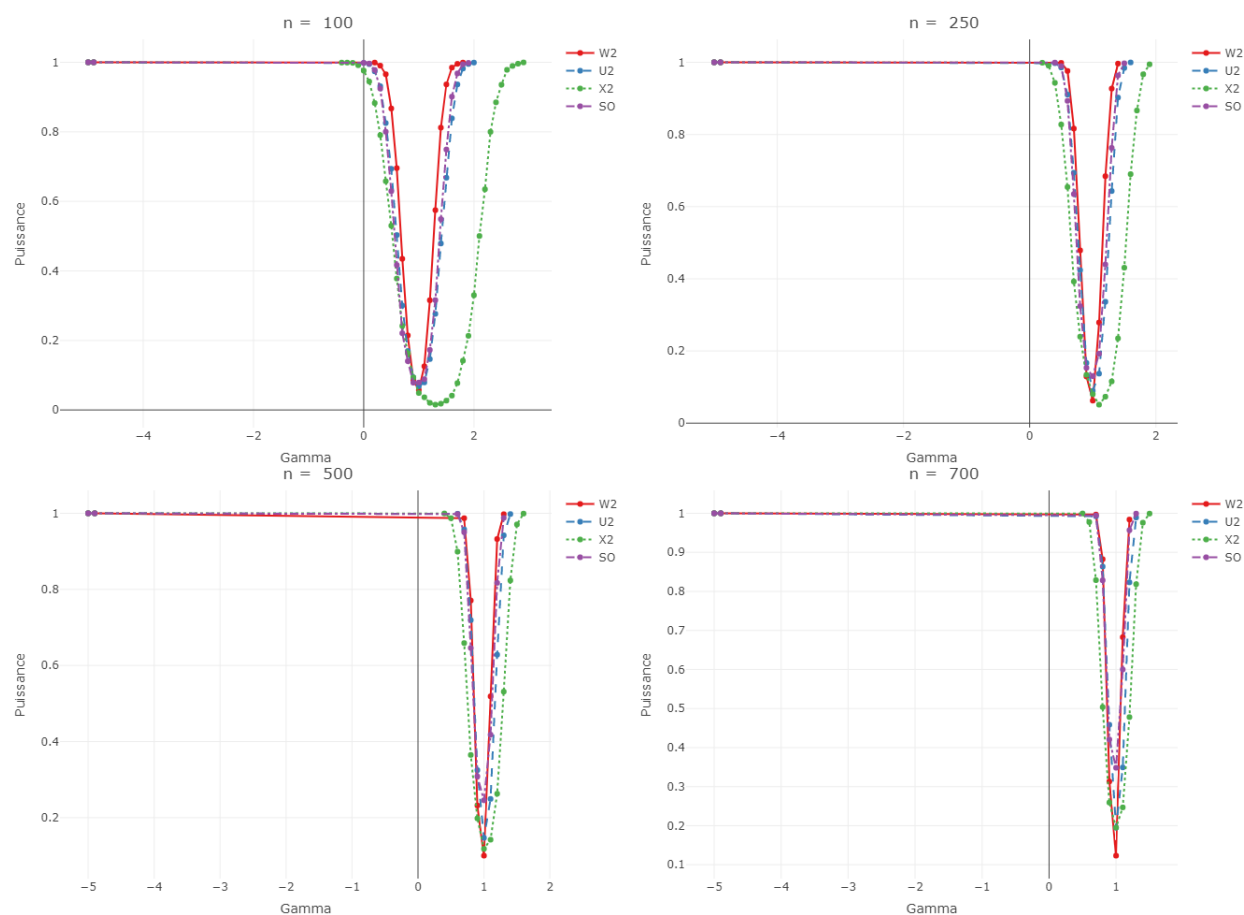 n = 100
W2
U2
X2
SO
Puissance
1
0.8
0.6
0.4
0.2
0
−4
−2
0
2
Gamma
n = 250
W2
U2
X2
SO
Puissance
1
0.8
0.6
0.4
0.2
0
−4
−2
0
2
Gamma
n = 500
W2
U2
X2
SO
Puissance
1
0.8
0.6
0.4
0.2
−5
−4
−3
−2
−1
0
1
2
Gamma
n = 700
W2
U2
X2
SO
Puissance
1
0.9
0.8
0.7
0.6
0.5
0.4
0.3
0.2
0.1
−5
−4
−3
−2
−1
0
1
Gamma